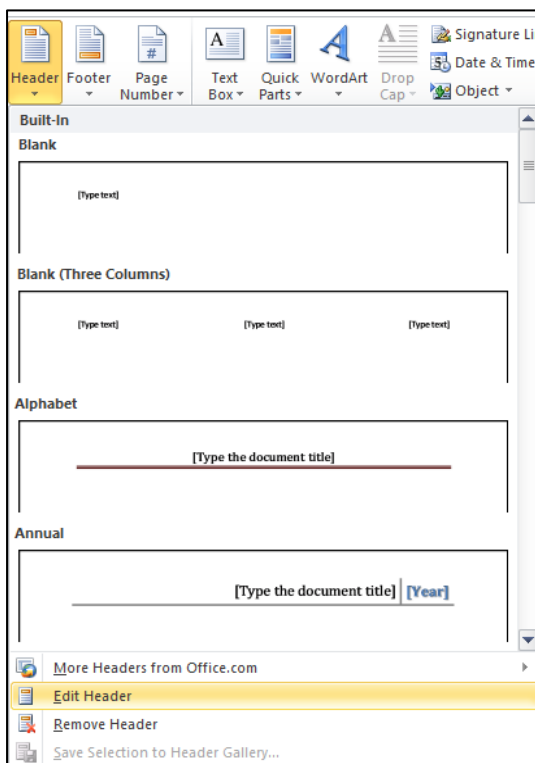 Header Footer Page Number Text Box Quick Parts WordArt Drop Cap Signature Li
Date & Time
Object
#
A
A
A
Built-In
Blank
[Type text]
Blank (Three Columns)
[Type text] [Type text] [Type text]
Alphabet
[Type the document title]
Annual
[Type the document title] [Year]
More Headers from Office.com
Edit Header
Remove Header
Save Selection to Header Gallery...